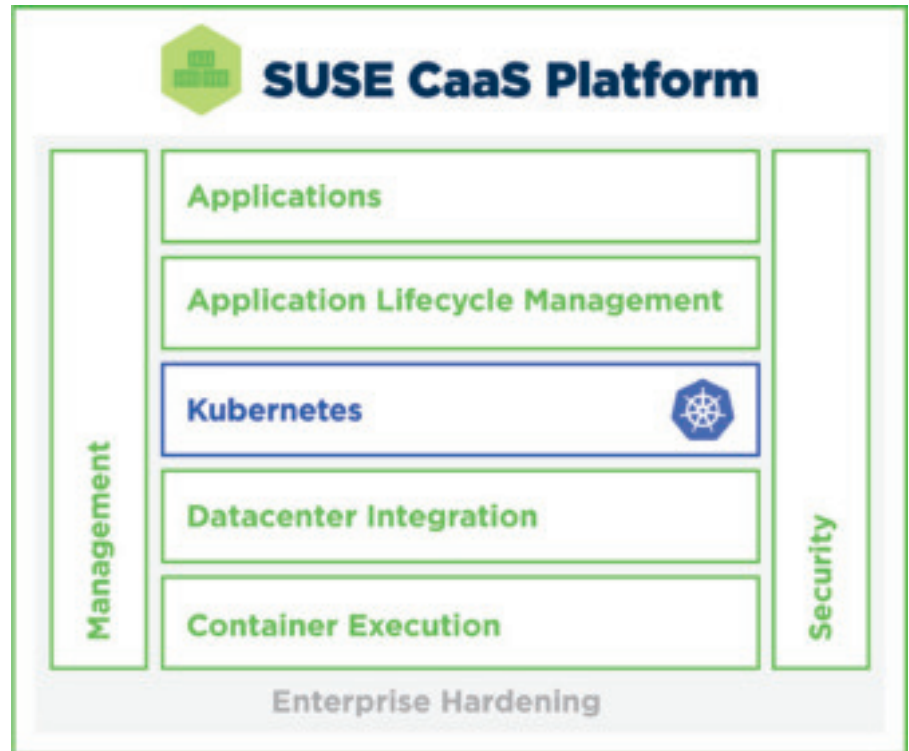 SUSE CaaS Platform
Management
Applications
Application Lifecycle Management
Kubernetes
Datacenter Integration
Container Execution
Security
Enterprise Hardening